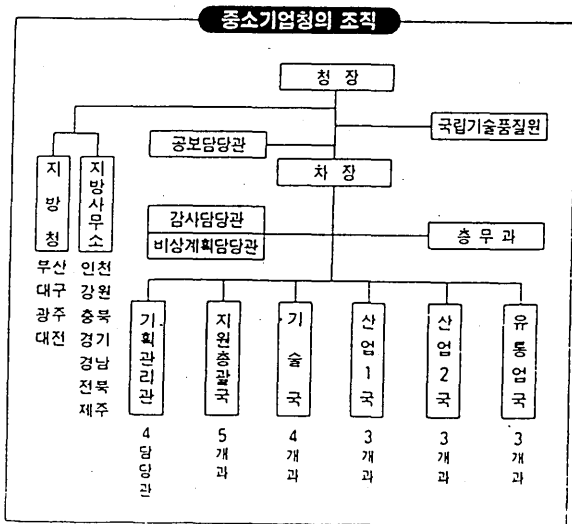 중소기업청의 조직
청 장
국립기술품질원
공보담당관
차 장
지방청
지방사무소
부산
대구
광주
대전
인천
강원
충북
경기
경남
전북
제주
감사담당관
비상계획담당관
총무과
기획관리관
지원총괄국
기술국
산업1국
산업2국
유통업국
4담당관
5개과
4개과
3개과
3개과
3개과